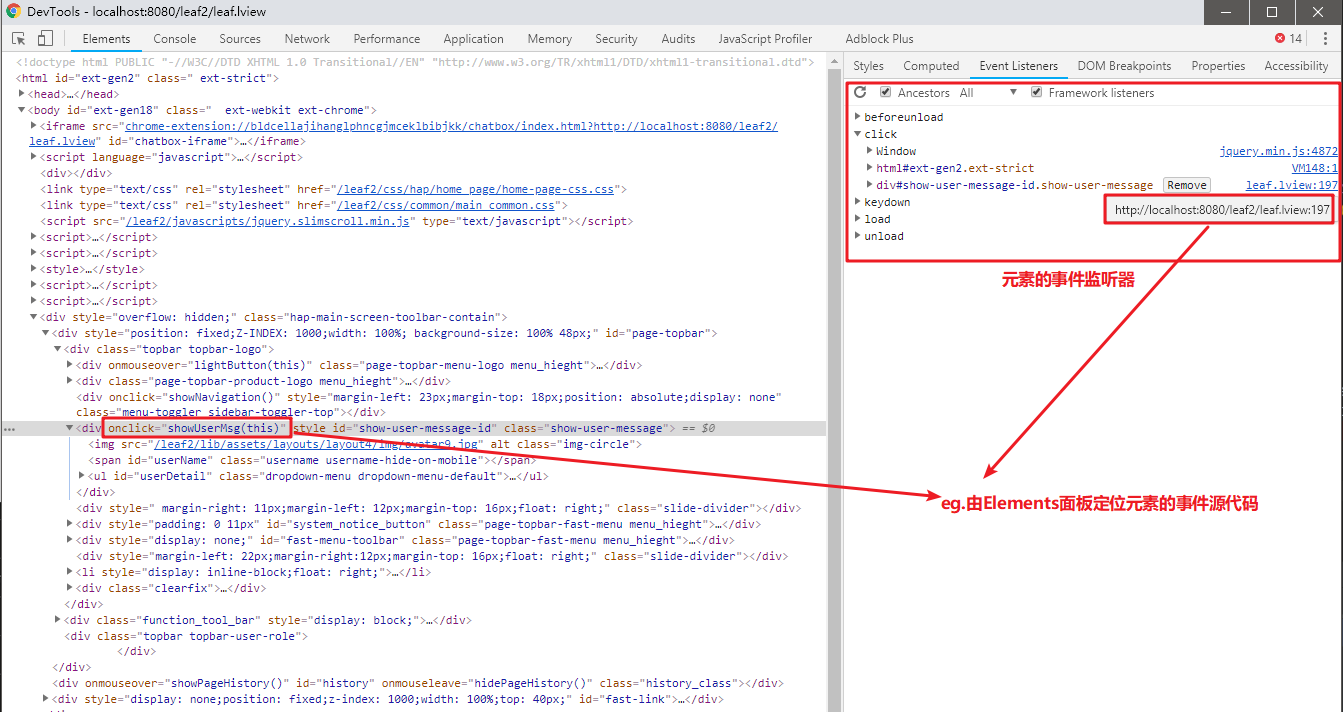 DevTools - localhost:8080/leaf2/leaf.lview
Elements Console Sources Network Performance Application Memory Security Audits JavaScript Profiler Adblock Plus 14
<!doctype html PUBLIC "-//W3C//DTD XHTML 1.0 Transitional//EN" "http://www.w3.org/TR/xhtml1/DTD/xhtml1-transitional.dtd">
<html id="ext-gen2" class=" ext-strict">
<head>…</head>
<body id="ext-gen18" class="  ext-webkit ext-chrome">
<iframe src="chrome-extension://bldcellajihanglphncgjmceklbibjkk/chatbox/index.html?http://localhost:8080/leaf2/
leaf.lview" id="chatbox-iframe">…</iframe>
<script language="javascript">…</script>
<div></div>
<link type="text/css" rel="stylesheet" href="/leaf2/css/hap/home_page/home-page-css.css">
<link type="text/css" rel="stylesheet" href="/leaf2/css/common/main_common.css">
<script src="/leaf2/javascripts/jquery.slimscroll.min.js" type="text/javascript"></script>
<script>…</script>
<script>…</script>
<style>…</style>
<script>…</script>
<script>…</script>
<div style="overflow: hidden;" class="hap-main-screen-toolbar-contain">
<div style="position: fixed;Z-INDEX: 1000;width: 100%; background-size: 100% 48px;" id="page-topbar">
<div class="topbar topbar-logo">
<div onmouseover="lightButton(this)" class="page-topbar-menu-logo menu_hieght">…</div>
<div class="page-topbar-product-logo menu_hieght">…</div>
<div onclick="showNavigation()" style="margin-left: 23px;margin-top: 18px;position: absolute;display: none"
class="menu-toggler sidebar-toggler-top"></div>
<div onclick="showUserMsg(this)" style id="show-user-message-id" class="show-user-message"> == $0
<img src="/leaf2/lib/assets/layouts/layout4/img/avatar9.jpg" alt class="img-circle">
<span id="userName" class="username username-hide-on-mobile"></span>
<ul id="userDetail" class="dropdown-menu dropdown-menu-default">…</ul>
</div>
<div style=" margin-right: 11px;margin-left: 12px;margin-top: 16px;float: right;" class="slide-divider"></div>
<div style="padding: 0 11px" id="system_notice_button" class="page-topbar-fast-menu menu_hieght">…</div>
<div style="display: none;" id="fast-menu-toolbar" class="page-topbar-fast-menu menu_hieght">…</div>
<div style="margin-left: 22px;margin-right:12px;margin-top: 16px;float: right;" class="slide-divider"></div>
<li style="display: inline-block;float: right;">…</li>
<div class="clearfix">…</div>
</div>
<div class="function_tool_bar" style="display: block;">…</div>
<div class="topbar topbar-user-role">
</div>
</div>
<div onmouseover="showPageHistory()" id="history" onmouseleave="hidePageHistory()" class="history_class"></div>
<div style="display: none;position: fixed;z-index: 1000;width: 100%;top: 40px;" id="fast-link">…</div>
Styles Computed Event Listeners DOM Breakpoints Properties Accessibility
Ancestors All Framework listeners
beforeunload
click
Window jquery.min.js:4872
html#ext-gen2.ext-strict VM148:1
div#show-user-message-id.show-user-message Remove leaf.lview:197
keydown
http://localhost:8080/leaf2/leaf.lview:197
load
unload
元素的事件监听器
eg.由Elements面板定位元素的事件源代码